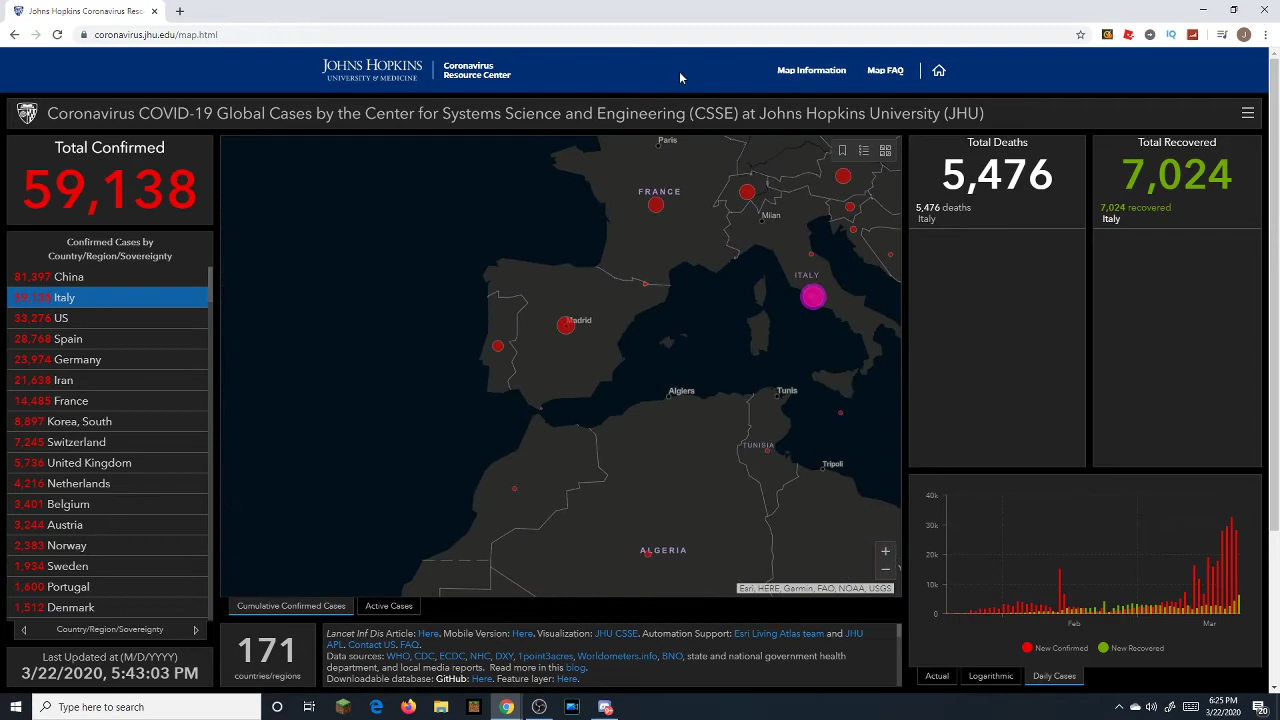 Johns Hopkins Coronavirus Resc
coronavirus.jhu.edu/map.html
JOHNS HOPKINS
UNIVERSITY & MEDICINE
Coronavirus
Resource Center
Map Information
Map FAQ
Coronavirus COVID-19 Global Cases by the Center for Systems Science and Engineering (CSSE) at Johns Hopkins University (JHU)
Total Confirmed
59,138
Confirmed Cases by
Country/Region/Sovereignty
81,397 China
59,138 Italy
33,276 US
28,768 Spain
23,974 Germany
21,638 Iran
14,485 France
8,897 Korea, South
7,245 Switzerland
5,736 United Kingdom
4,216 Netherlands
3,401 Belgium
3,244 Austria
2,383 Norway
1,934 Sweden
1,600 Portugal
1,512 Denmark
Country/Region/Sovereignty
Last Updated at (M/D/YYYY)
3/22/2020, 5:43:03 PM
Paris
FRANCE
Milan
ITALY
Madrid
Algiers
Tunis
TUNISIA
Tripoli
ALGERIA
+
−
Esri, HERE, Garmin, FAO, NOAA, USGS
Cumulative Confirmed Cases
Active Cases
171
countries/regions
Lancet Inf Dis Article: Here. Mobile Version: Here. Visualization: JHU CSSE. Automation Support: Esri Living Atlas team and JHU
APL. Contact US. FAQ.
Data sources: WHO, CDC, ECDC, NHC, DXY, 1point3acres, Worldometers.info, BNO, state and national government health
department, and local media reports. Read more in this blog.
Downloadable database: GitHub: Here. Feature layer: Here.
Total Deaths
5,476
5,476 deaths
Italy
Total Recovered
7,024
7,024 recovered
Italy
40k
30k
20k
10k
0
Feb
Mar
New Confirmed
New Recovered
Actual
Logarithmic
Daily Cases
Type here to search
6:25 PM
3/22/2020
20